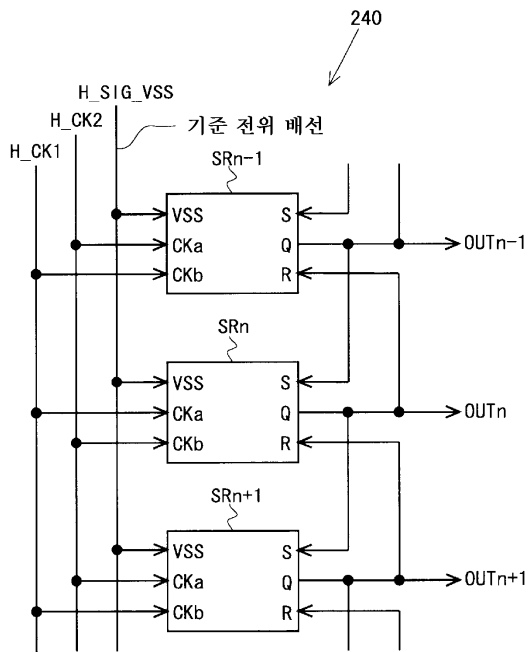 240
H_SIG_VSS
H_CK2
기준 전위 배선
H_CK1
SRn-1
VSS
S
CKa
Q
OUTn-1
CKb
R
SRn
VSS
S
CKa
Q
OUTn
CKb
R
SRn+1
VSS
S
CKa
Q
OUTn+1
CKb
R